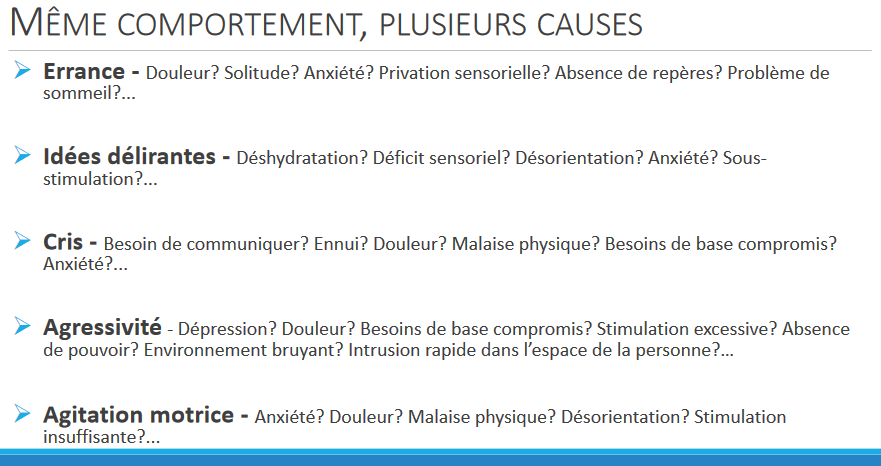 MÊME COMPORTEMENT, PLUSIEURS CAUSES
➢ Errance - Douleur? Solitude? Anxiété? Privation sensorielle? Absence de repères? Problème de
sommeil?...
➢ Idées délirantes - Déshydratation? Déficit sensoriel? Désorientation? Anxiété? Sous-
stimulation?...
➢ Cris - Besoin de communiquer? Ennui? Douleur? Malaise physique? Besoins de base compromis?
Anxiété?...
➢ Agressivité - Dépression? Douleur? Besoins de base compromis? Stimulation excessive? Absence
de pouvoir? Environnement bruyant? Intrusion rapide dans l’espace de la personne?...
➢ Agitation motrice - Anxiété? Douleur? Malaise physique? Désorientation? Stimulation
insuffisante?...